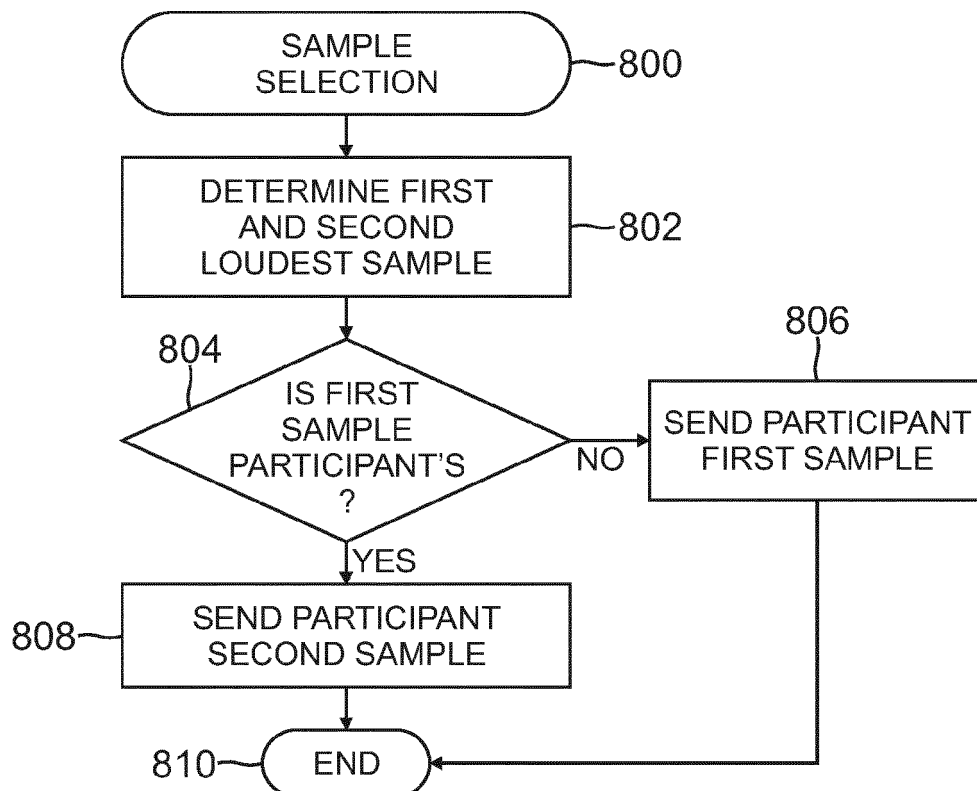 SAMPLE
SELECTION
800
DETERMINE FIRST
AND SECOND
LOUDEST SAMPLE
802
804
IS FIRST
SAMPLE
PARTICIPANT'S
?
NO
806
SEND PARTICIPANT
FIRST SAMPLE
YES
808
SEND PARTICIPANT
SECOND SAMPLE
810
END